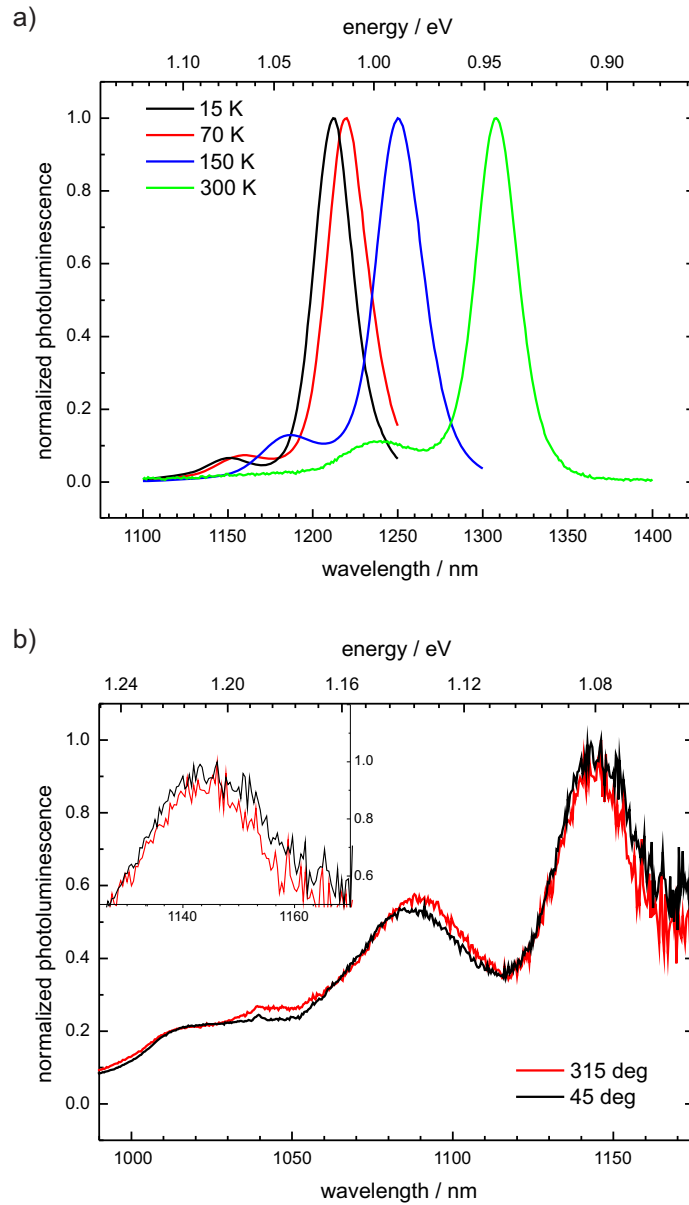 a)
energy / eV
1.10 1.05 1.00 0.95 0.90
15 K
70 K
150 K
300 K
normalized photoluminescence
1.0
0.8
0.6
0.4
0.2
0.0
1100 1150 1200 1250 1300 1350 1400
wavelength / nm
b)
energy / eV
1.24 1.20 1.16 1.12 1.08
normalized photoluminescence
1.0
0.8
0.6
0.4
0.2
0.0
1.0
0.8
0.6
1140 1160
315 deg
45 deg
1000 1050 1100 1150
wavelength / nm